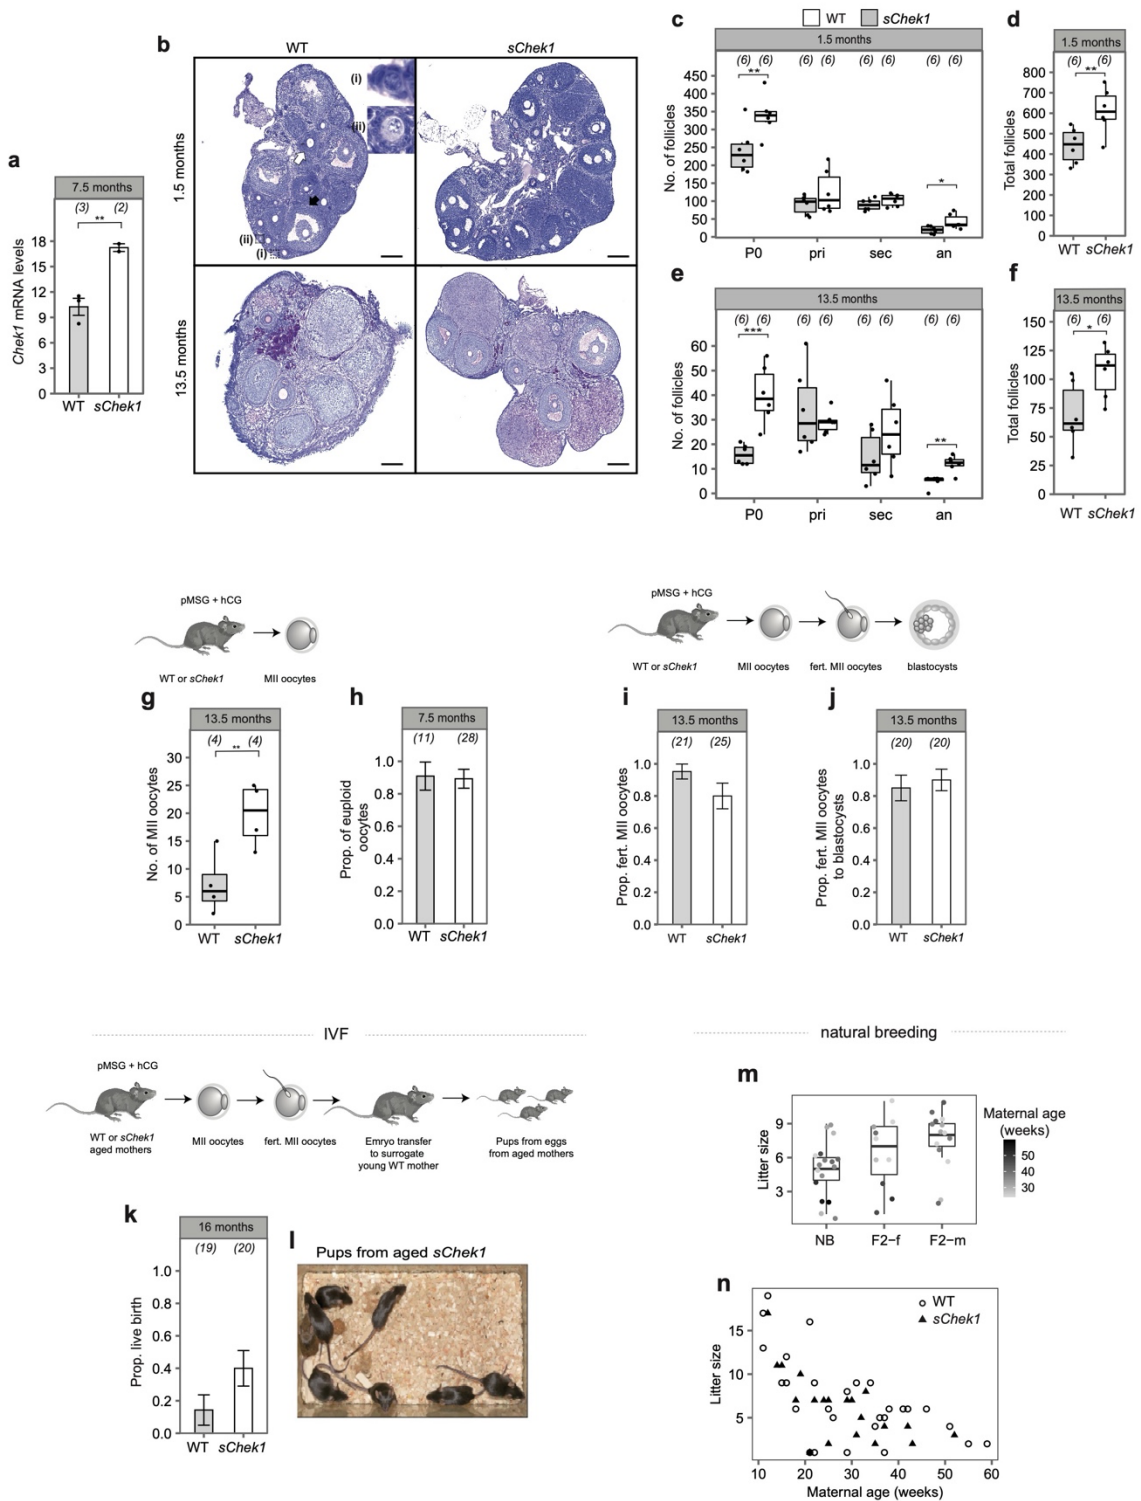 a
7.5 months
(3) (2)
**
Chek1 mRNA levels
18
15
12
9
6
3
0
WT sChek1
b
WT sChek1
1.5 months
13.5 months
(i)
(ii)
(ii)
(i)
WT sChek1
c
1.5 months
(6) (6) (6) (6) (6) (6) (6) (6)
**
*
No. of follicles
450
400
350
300
250
200
150
100
50
0
P0 pri sec an
d
1.5 months
(6) (6)
**
Total follicles
800
700
600
500
400
300
200
100
0
WT sChek1
e
13.5 months
(6) (6) (6) (6) (6) (6) (6) (6)
***
**
No. of follicles
60
50
40
30
20
10
0
P0 pri sec an
f
13.5 months
(6) (6)
*
Total follicles
150
125
100
75
50
25
0
WT sChek1
pMSG + hCG
WT or sChek1 MII oocytes
pMSG + hCG
WT or sChek1 MII oocytes fert. MII oocytes blastocysts
g
13.5 months
(4) (4)
**
No. of MII oocytes
30
25
20
15
10
5
0
WT sChek1
h
7.5 months
(11) (28)
Prop. of euploid
oocytes
1.0
0.8
0.6
0.4
0.2
0.0
WT sChek1
i
13.5 months
(21) (25)
Prop. fert. MII oocytes
1.0
0.8
0.6
0.4
0.2
0.0
WT sChek1
j
13.5 months
(20) (20)
Prop. fert. MII oocytes
to blastocysts
1.0
0.8
0.6
0.4
0.2
0.0
WT sChek1
IVF
pMSG + hCG
WT or sChek1
aged mothers
MII oocytes
fert. MII oocytes
Emryo transfer
to surrogate
young WT mother
Pups from eggs
from aged mothers
k
16 months
(19) (20)
Prop. live birth
1.0
0.8
0.6
0.4
0.2
0.0
WT sChek1
l
Pups from aged sChek1
natural breeding
m
Litter size
9
6
3
NB F2-f F2-m
Maternal age
(weeks)
50
40
30
n
WT
sChek1
Litter size
15
10
5
10 20 30 40 50 60
Maternal age (weeks)